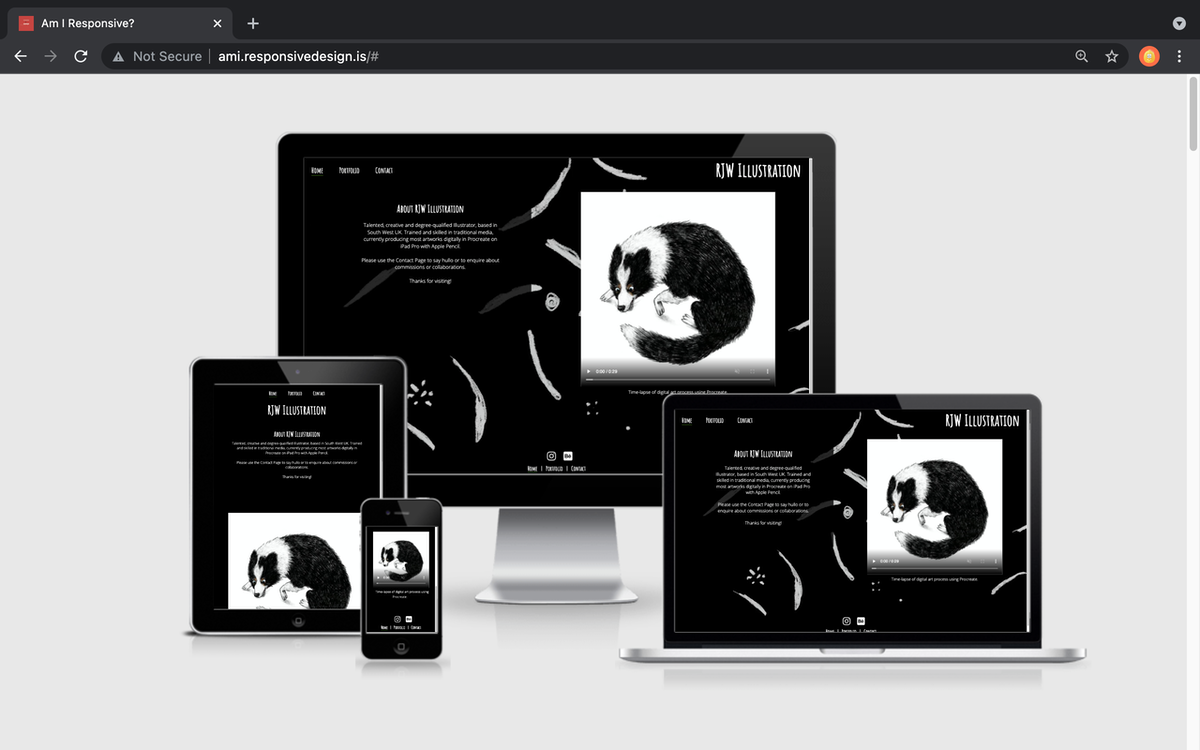 Am I Responsive?
Not Secure
ami.responsivedesign.is/#
Home Portfolio Contact
RJW Illustration
About RJW Illustration
Talented, creative and degree-qualified Illustrator, based in
South West UK. Trained and skilled in traditional media,
currently producing most artworks digitally in Procreate on
iPad Pro with Apple Pencil.
Please use the Contact Page to say hullo or to enquire about
commissions or collaborations.
Thanks for visiting!
0:00 / 0:29
Time-lapse of digital art process using Procreate
Bē
Home | Portfolio | Contact
Home Portfolio Contact
RJW Illustration
About RJW Illustration
Talented, creative and degree-qualified Illustrator, based in South West UK. Trained
and skilled in traditional media, currently producing most artworks digitally in
Procreate on iPad Pro with Apple Pencil.
Please use the Contact Page to say hullo or to enquire about commissions or
collaborations.
Thanks for visiting!
Time-lapse of digital art process using
Procreate
Bē
Home | Portfolio | Contact
Home Portfolio Contact
RJW Illustration
About RJW Illustration
Talented, creative and degree-qualified
Illustrator, based in South West UK. Trained and
skilled in traditional media, currently producing
most artworks digitally in Procreate on iPad Pro
with Apple Pencil.
Please use the Contact Page to say hullo or to
enquire about commissions or collaborations.
Thanks for visiting!
0:00 / 0:29
Time-lapse of digital art process using Procreate
Bē
Home | Portfolio | Contact